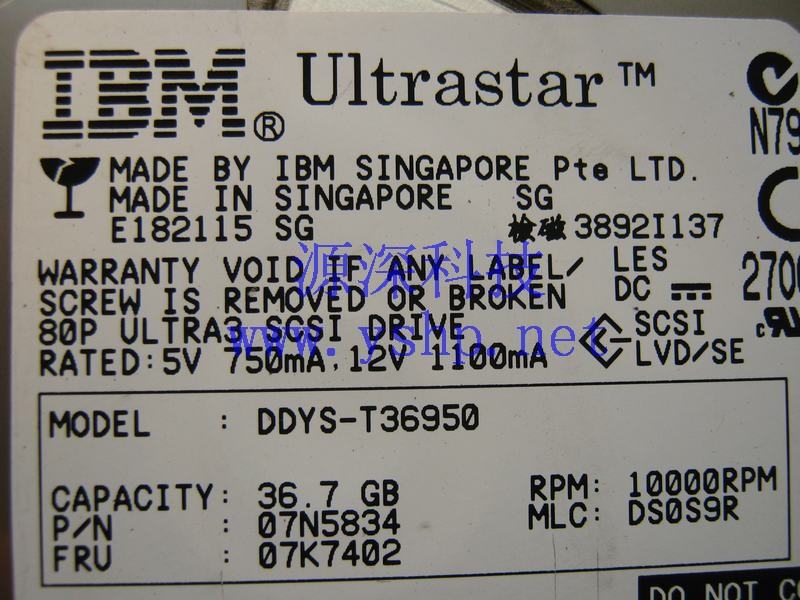 IBM® Ultrastar™
N79
MADE BY IBM SINGAPORE Pte LTD.
MADE IN SINGAPORE SG
E182115 SG 検磁 3892I137
源深科技
WARRANTY VOID IF ANY LABEL/ LES
SCREW IS REMOVED OR BROKEN DC 2700
80P ULTRA3 SCSI DRIVE SCSI
www.yshp.net
RATED:5V 750mA, 12V 1100mA LVD/SE
MODEL : DDYS-T36950
CAPACITY: 36.7 GB RPM: 10000RPM
P/N : 07N5834 MLC: DS0S9R
FRU : 07K7402
DO NOT CO